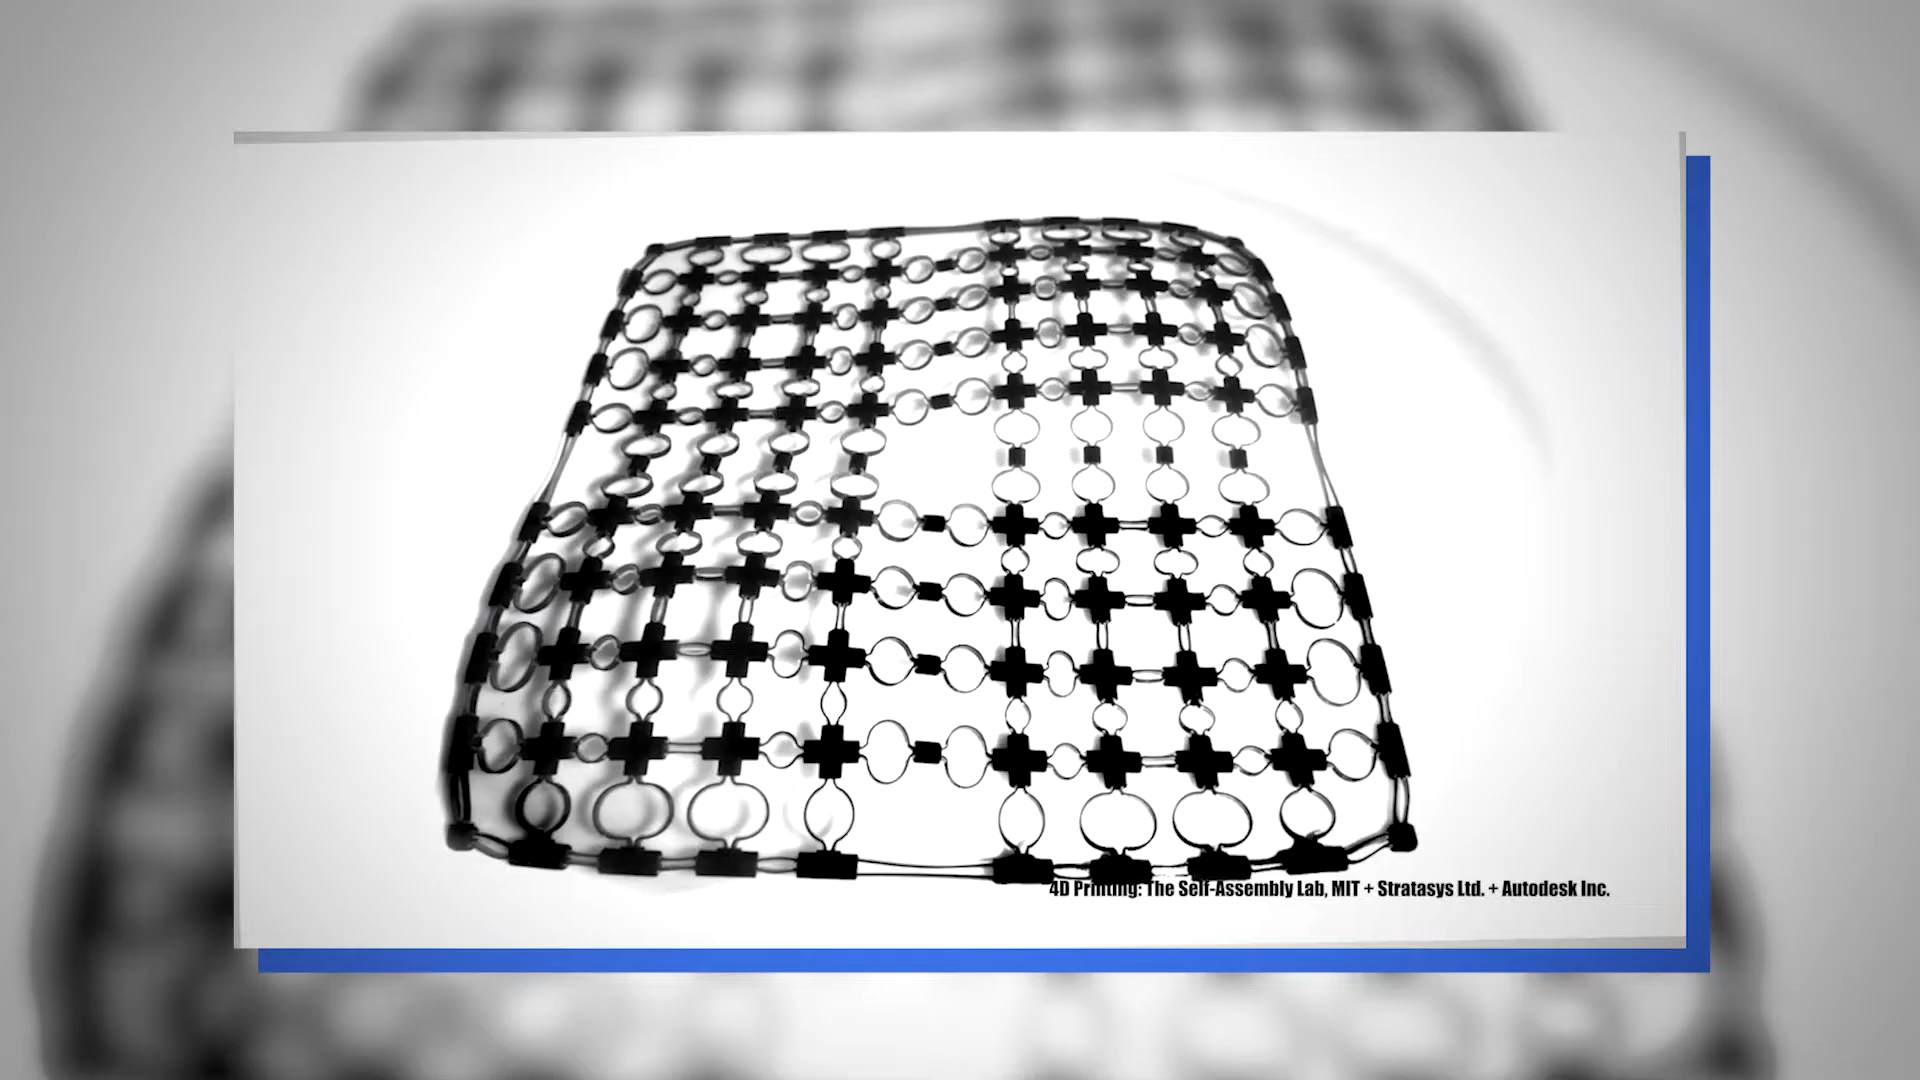 4D Printing: The Self-Assembly Lab, MIT + Stratasys Ltd. + Autodesk Inc.